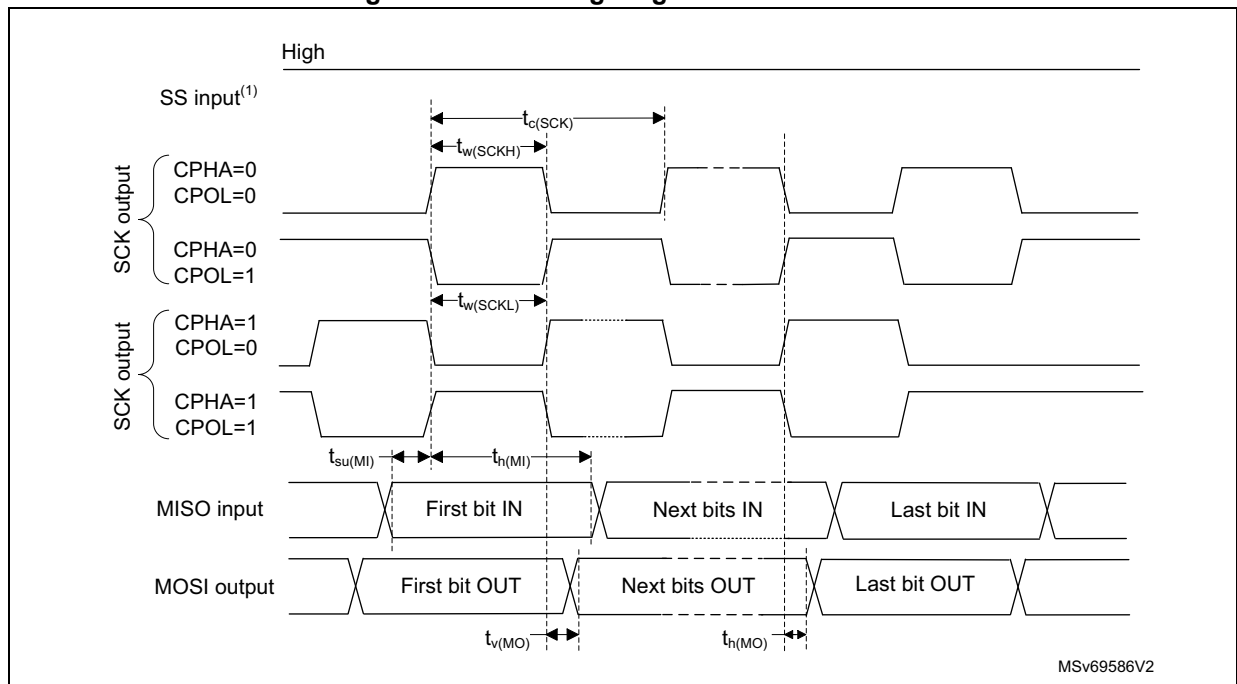 High
SS input(1)
tc(SCK)
tw(SCKH)
SCK output
CPHA=0
CPOL=0
CPHA=0
CPOL=1
tw(SCKL)
SCK output
CPHA=1
CPOL=0
CPHA=1
CPOL=1
tsu(MI)
th(MI)
MISO input
First bit IN
Next bits IN
Last bit IN
MOSI output
First bit OUT
Next bits OUT
Last bit OUT
tv(MO)
th(MO)
MSv69586V2